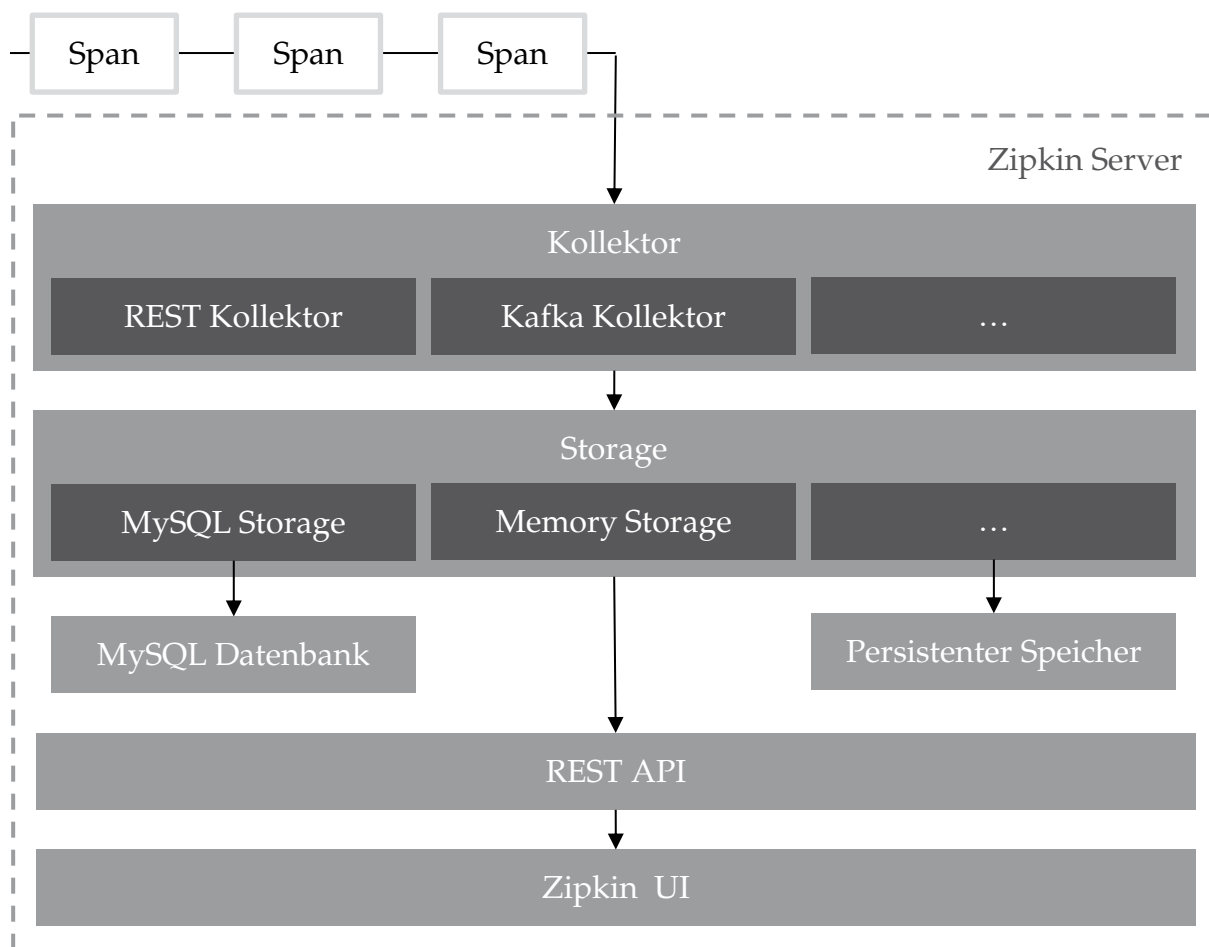 Span
Span
Span
Zipkin Server
Kollektor
REST Kollektor
Kafka Kollektor
…
Storage
MySQL Storage
Memory Storage
…
MySQL Datenbank
Persistenter Speicher
REST API
Zipkin UI